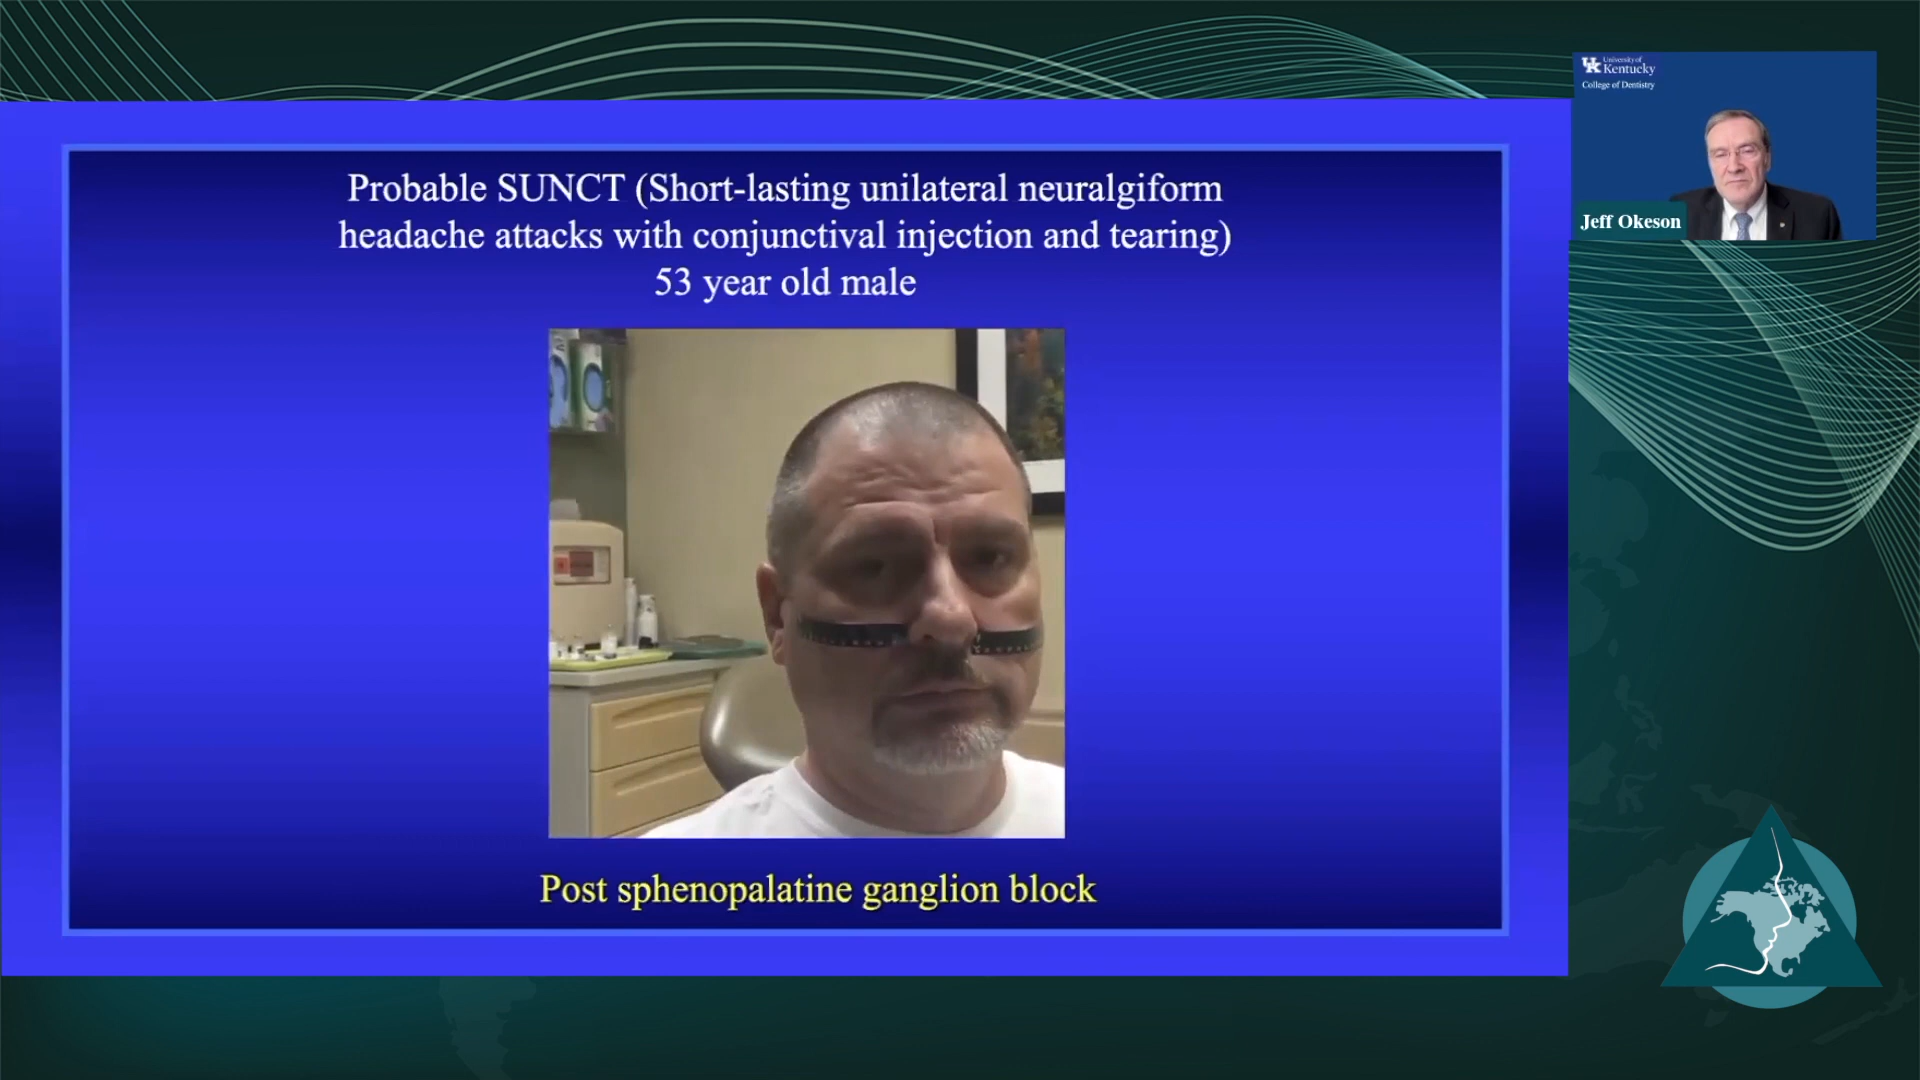 Probable SUNCT (Short-lasting unilateral neuralgiform
headache attacks with conjunctival injection and tearing)
53 year old male
Post sphenopalatine ganglion block
UK University of
Kentucky
College of Dentistry
Jeff Okeson